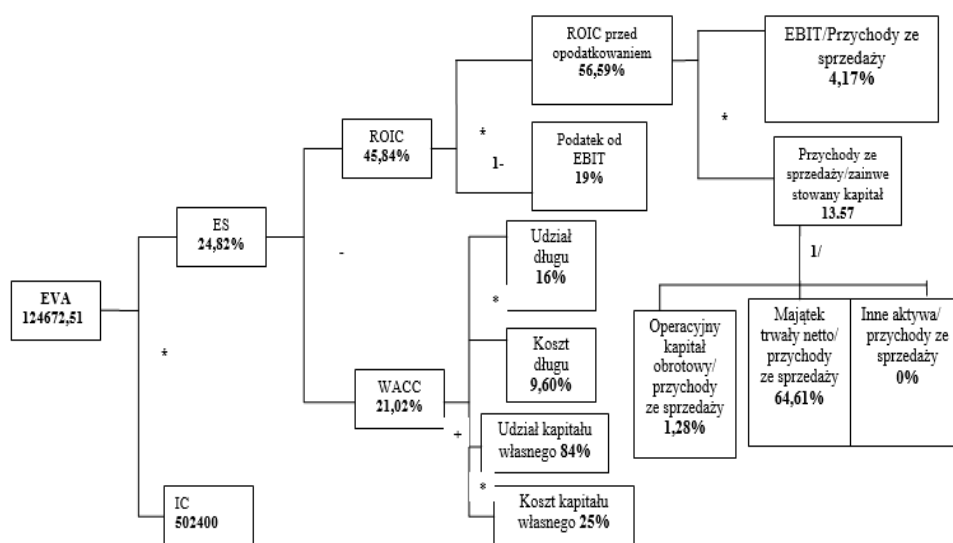 EVA
124672,51
*
ES
24,82%
IC
502400
-
ROIC
45,84%
WACC
21,02%
*
1-
ROIC przed
opodatkowaniem
56,59%
Podatek od
EBIT
19%
*
EBIT/Przychody ze
sprzedaży
4,17%
Przychody ze
sprzedaży/zainwe
stowany kapitał
13.57
1/
Operacyjny
kapitał
obrotowy/
przychody
ze sprzedaży
1,28%
Majątek
trwały netto/
przychody
ze sprzedaży
64,61%
Inne aktywa/
przychody ze
sprzedaży
0%
Udział
długu
16%
*
Koszt
długu
9,60%
+
Udział kapitału
własnego 84%
*
Koszt kapitału
własnego 25%